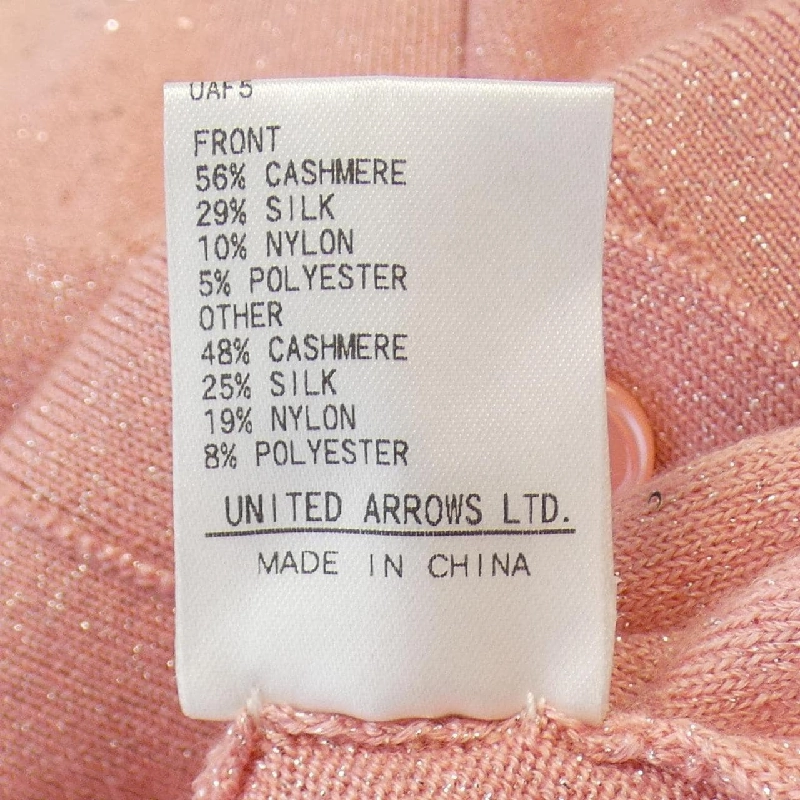 UAF5
FRONT
56% CASHMERE
29% SILK
10% NYLON
5% POLYESTER
OTHER
48% CASHMERE
25% SILK
19% NYLON
8% POLYESTER
UNITED ARROWS LTD.
MADE IN CHINA